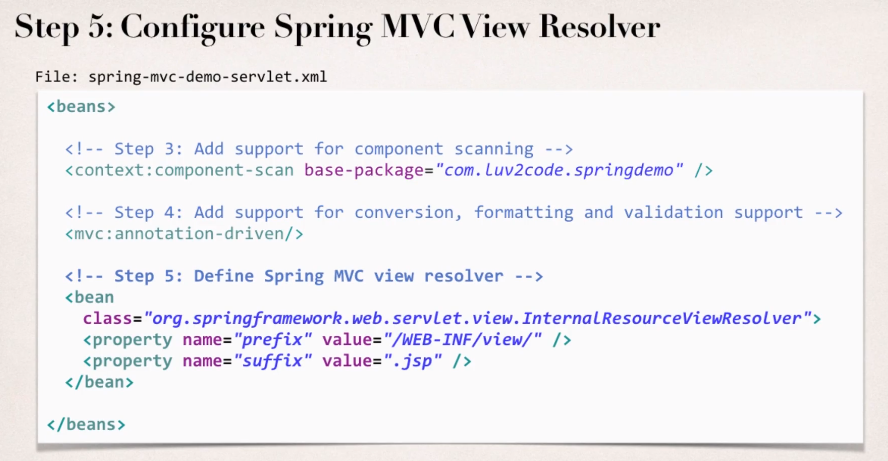 Step 5: Configure Spring MVC View Resolver
File: spring-mvc-demo-servlet.xml
<beans>
<!-- Step 3: Add support for component scanning -->
<context:component-scan base-package="com.luv2code.springdemo" />
<!-- Step 4: Add support for conversion, formatting and validation support -->
<mvc:annotation-driven/>
<!-- Step 5: Define Spring MVC view resolver -->
<bean
class="org.springframework.web.servlet.view.InternalResourceViewResolver">
<property name="prefix" value="/WEB-INF/view/" />
<property name="suffix" value=".jsp" />
</bean>
</beans>